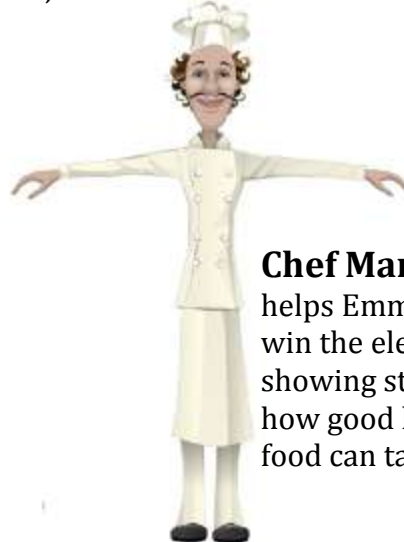 Chef Mar
helps Emm
win the ele
showing st
how good
food can ta